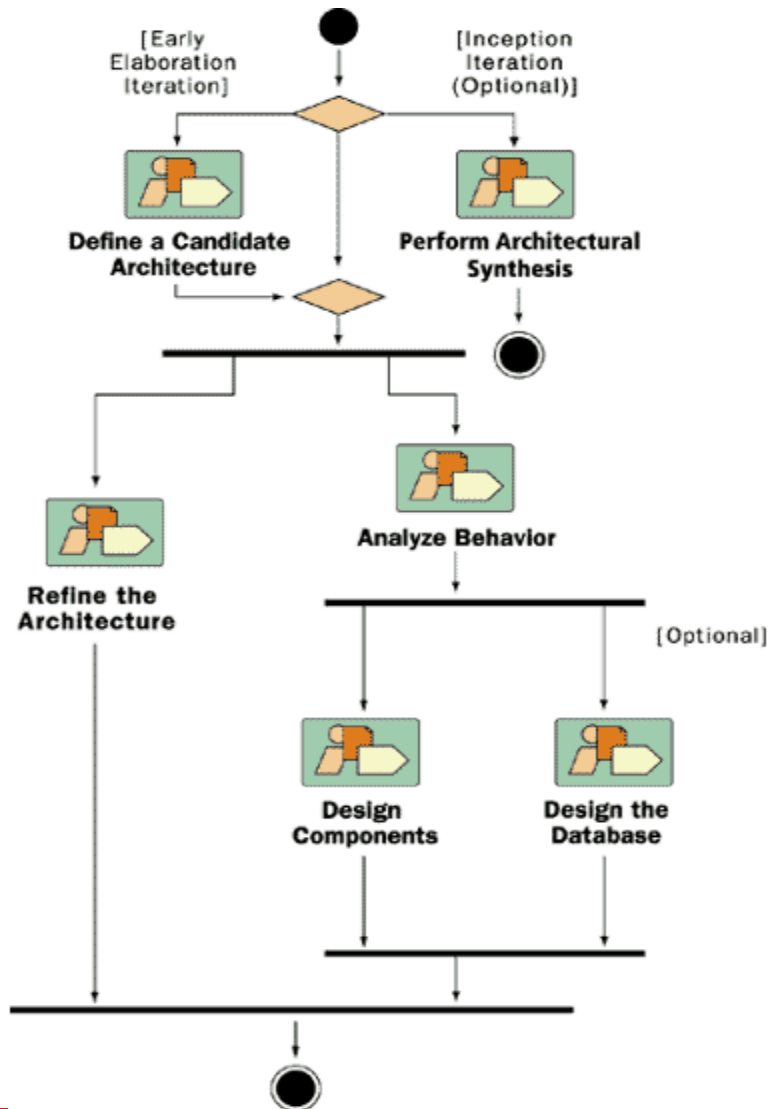 [Early
Elaboration
Iteration]
[Inception
Iteration
(Optional)]
Define a Candidate
Architecture
Perform Architectural
Synthesis
Analyze Behavior
Refine the
Architecture
[Optional]
Design
Components
Design the
Database